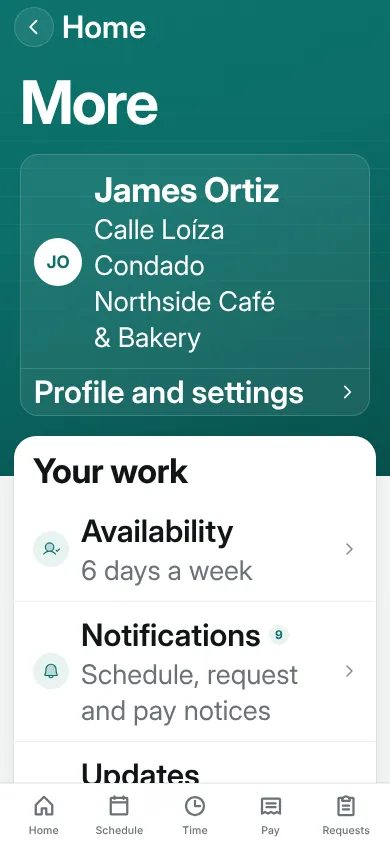 Home
More
James Ortiz
JO
Calle Loíza
Condado
Northside Café
& Bakery
Profile and settings
Your work
Availability
6 days a week
Notifications 9
Schedule, request
and pay notices
Updates
Home Schedule Time Pay Requests